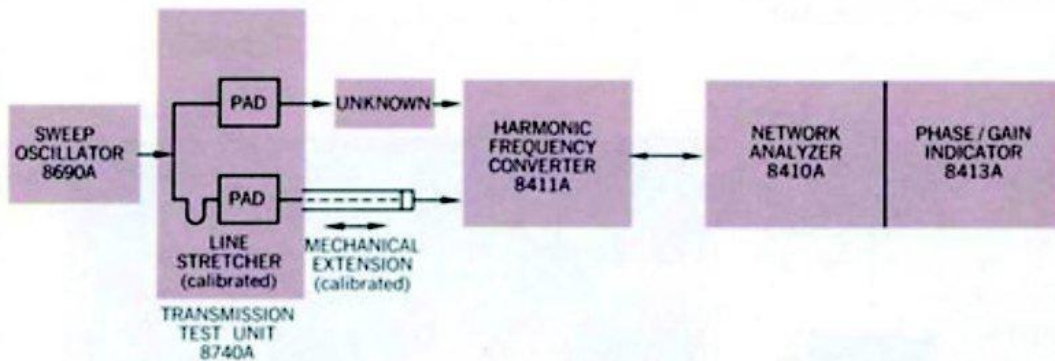 PAD
UNKNOWN
SWEEP
OSCILLATOR
8690A
HARMONIC
FREQUENCY
CONVERTER
8411A
NETWORK
ANALYZER
8410A
PHASE/GAIN
INDICATOR
8413A
PAD
LINE
STRETCHER
(calibrated)
MECHANICAL
EXTENSION
(calibrated)
TRANSMISSION
TEST UNIT
8740A